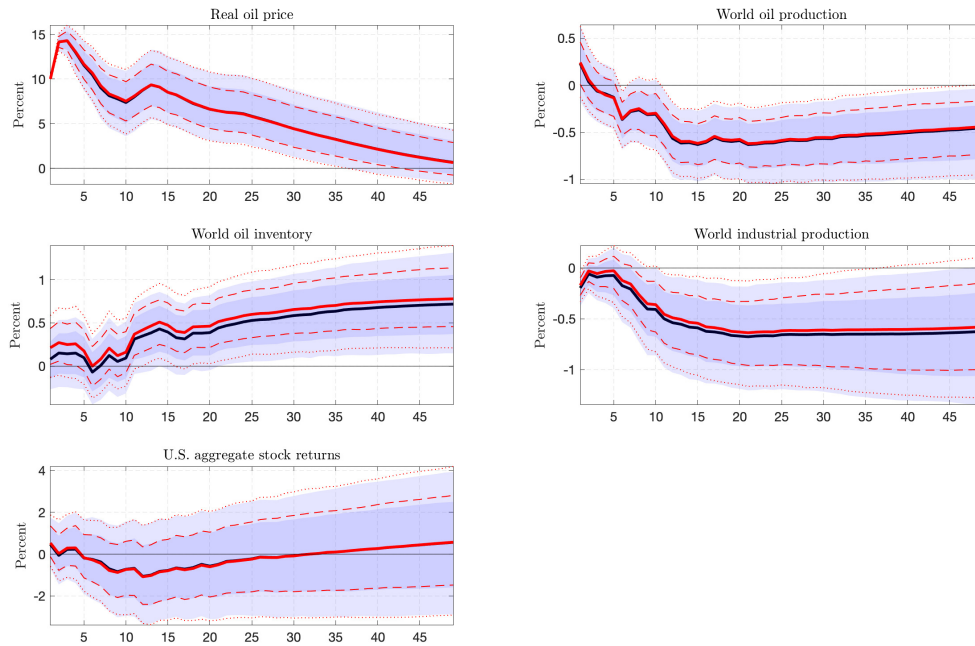 Real oil price
Percent
15
10
5
0
5 10 15 20 25 30 35 40 45
World oil production
Percent
0.5
0
-0.5
-1
5 10 15 20 25 30 35 40 45
World oil inventory
Percent
1
0.5
0
5 10 15 20 25 30 35 40 45
World industrial production
Percent
0
-0.5
-1
5 10 15 20 25 30 35 40 45
U.S. aggregate stock returns
Percent
4
2
0
-2
5 10 15 20 25 30 35 40 45